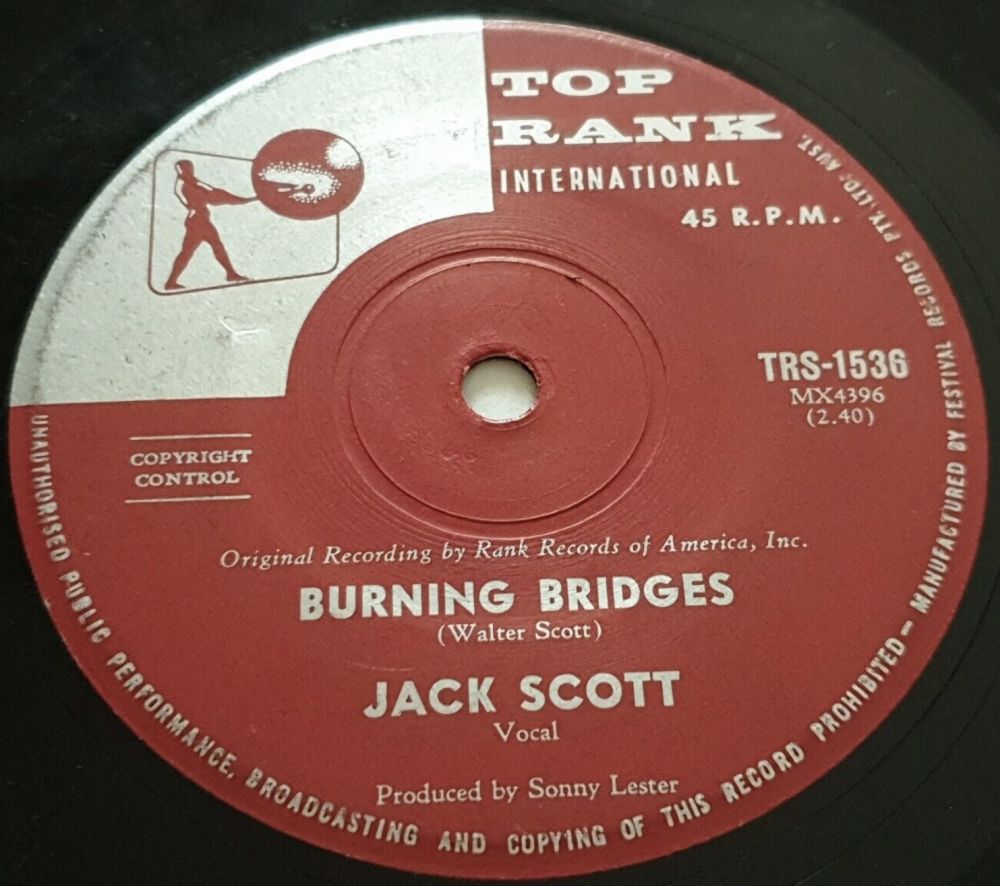 TOP
RANK
INTERNATIONAL
45 R.P.M.
TRS-1536
MX4396
(2.40)
COPYRIGHT
CONTROL
Original Recording by Rank Records of America, Inc.
BURNING BRIDGES
(Walter Scott)
JACK SCOTT
Vocal
Produced by Sonny Lester
UNAUTHORISED PUBLIC PERFORMANCE, BROADCASTING AND COPYING OF THIS RECORD PROHIBITED— MANUFACTURED BY FESTIVAL RECORDS PTY. LTD. AUST.